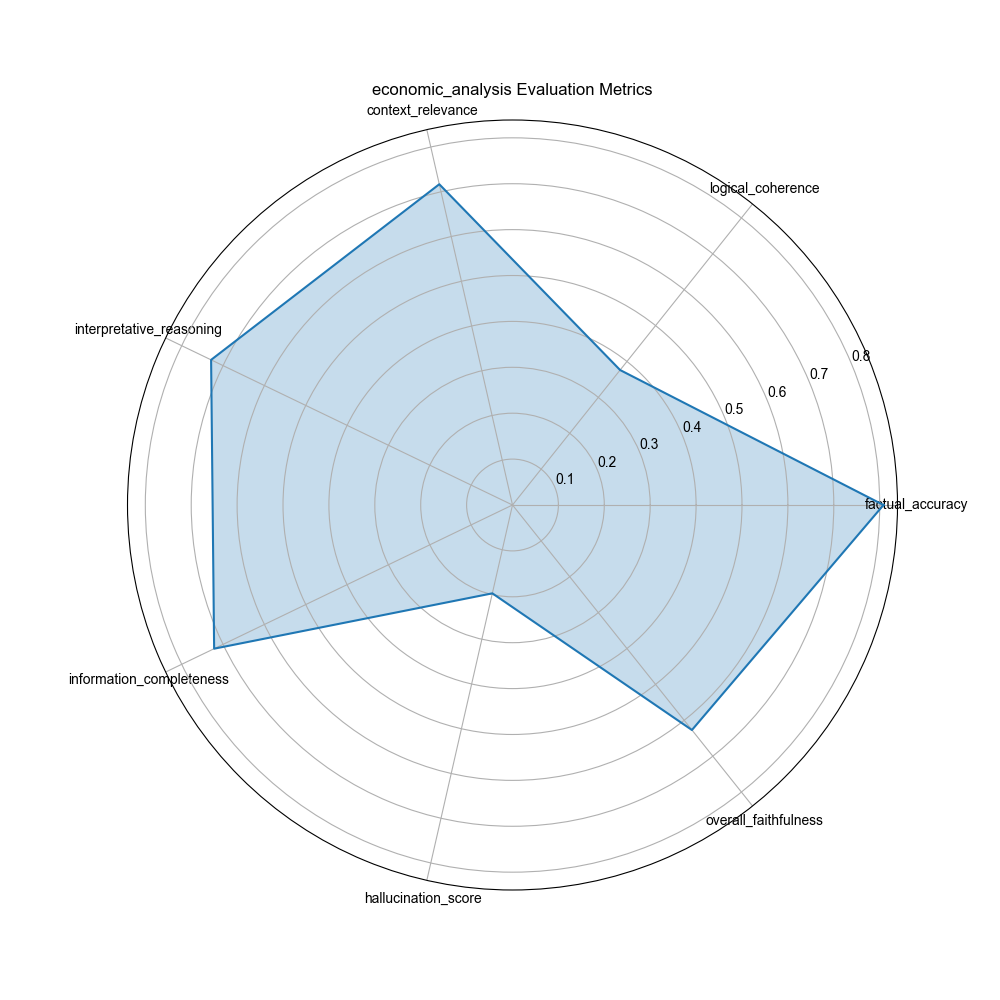 economic_analysis Evaluation Metrics
context_relevance
logical_coherence
interpretative_reasoning
0.8
0.7
0.6
0.5
0.4
0.3
0.2
0.1
factual_accuracy
information_completeness
overall_faithfulness
hallucination_score